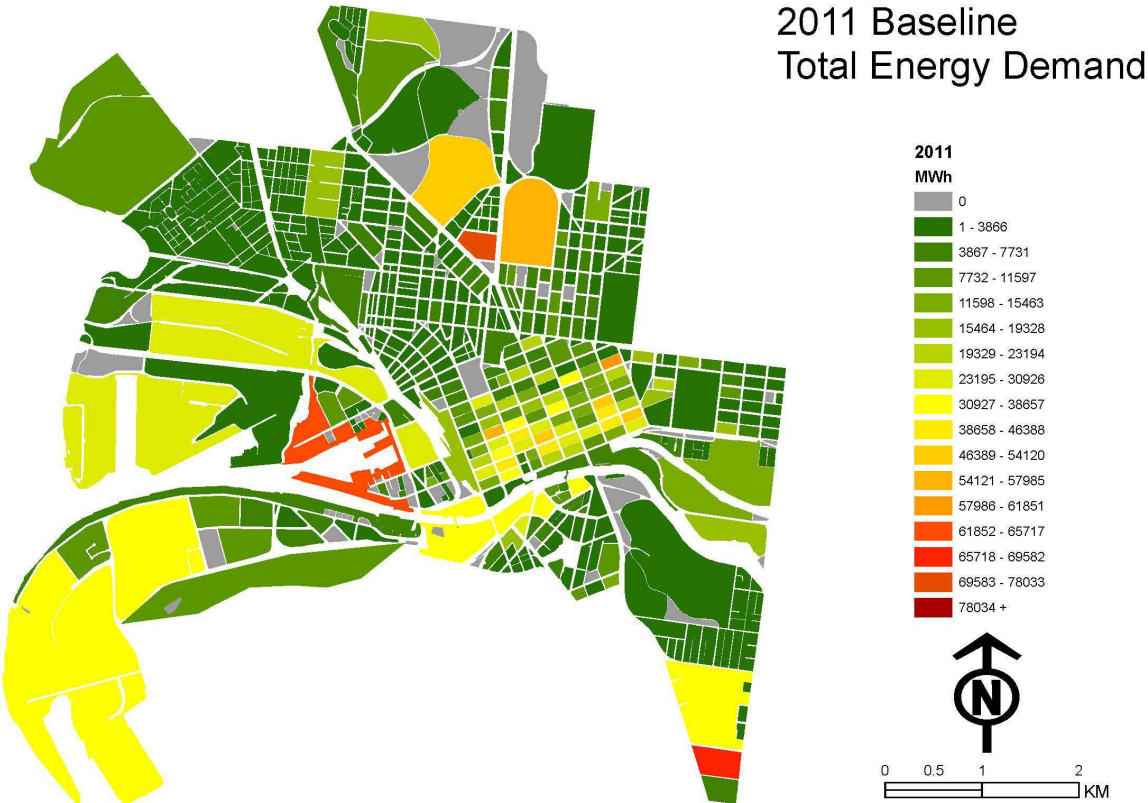 2011 Baseline
Total Energy Demand
2011
MWh
0
1 - 3866
3867 - 7731
7732 - 11597
11598 - 15463
15464 - 19328
19329 - 23194
23195 - 30926
30927 - 38657
38658 - 46388
46389 - 54120
54121 - 57985
57986 - 61851
61852 - 65717
65718 - 69582
69583 - 78033
78034 +
N
0 0.5 1 2
KM